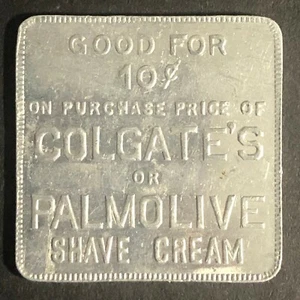 GOOD FOR
10¢
ON PURCHASE PRICE OF
COLGATE'S
OR
PALMOLIVE
SHAVE CREAM